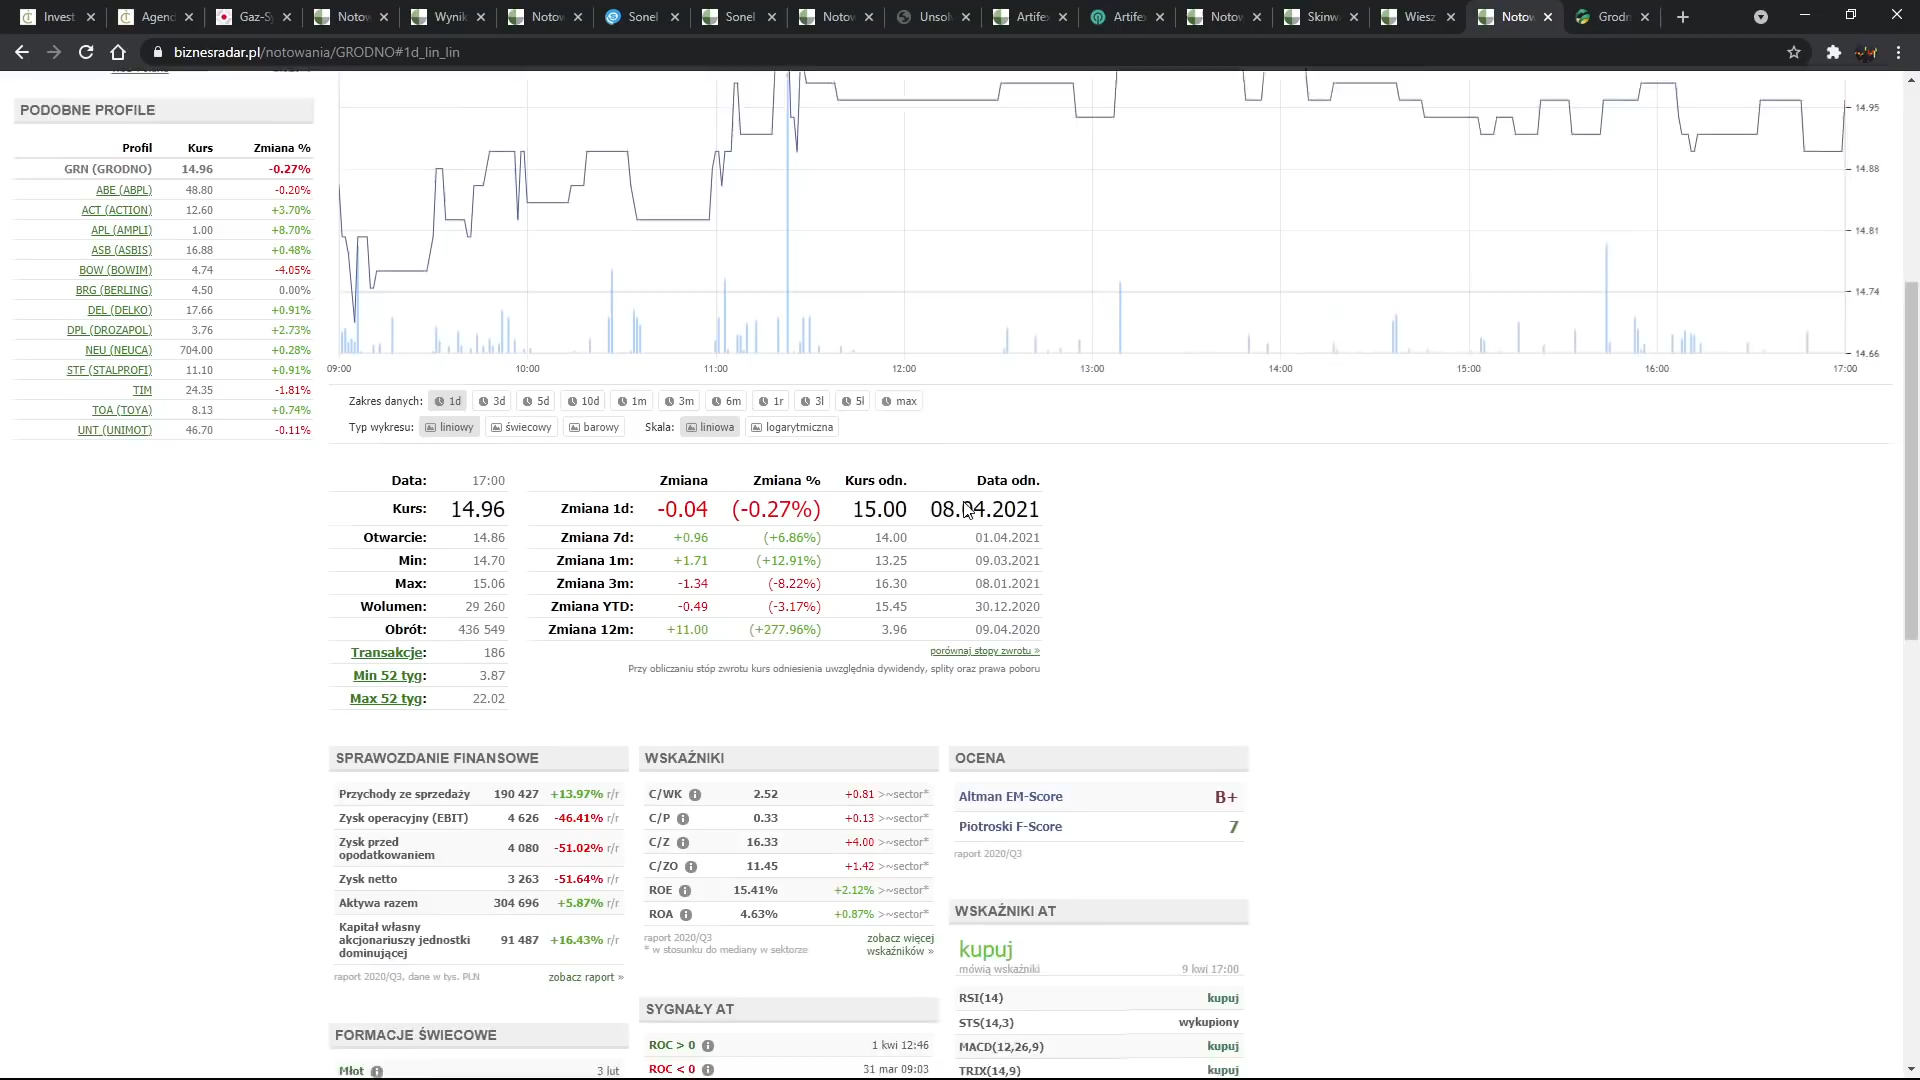 Invest
Agend
Gaz-Sy
Notow
Wynik
Notow
Sonel
Sonel
Notow
Unsol
Artife
Artife
Notow
Skinw
Wiesz
Notow
Grodn
biznesradar.pl/notowania/GRODNO#1d_lin_lin
PODOBNE PROFILE
Profil Kurs Zmiana %
GRN (GRODNO) 14.96 -0.27%
ABE (ABPL) 48.80 -0.20%
ACT (ACTION) 12.60 +3.70%
APL (AMPLI) 1.00 +8.70%
ASB (ASBIS) 16.88 +0.48%
BOW (BOWIM) 4.74 -4.05%
BRG (BERLING) 4.50 0.00%
DEL (DELKO) 17.66 +0.91%
DPL (DROZAPOL) 3.76 +2.73%
NEU (NEUCA) 704.00 +0.28%
STF (STALPROFI) 11.10 +0.91%
TIM 24.35 -1.81%
TOA (TOYA) 8.13 +0.74%
UNT (UNIMOT) 46.70 -0.11%
14.95
14.88
14.81
14.74
14.66
09:00 10:00 11:00 12:00 13:00 14:00 15:00 16:00 17:00
Zakres danych: 1d 3d 5d 10d 1m 3m 6m 1r 3l 5l max
Typ wykresu: liniowy świecowy barowy Skala: liniowa logarytmiczna
Data: 17:00
Kurs: 14.96
Otwarcie: 14.86
Min: 14.70
Max: 15.06
Wolumen: 29 260
Obrót: 436 549
Transakcje: 186
Min 52 tyg: 3.87
Max 52 tyg: 22.02
Zmiana Zmiana % Kurs odn. Data odn.
Zmiana 1d: -0.04 (-0.27%) 15.00 08.04.2021
Zmiana 7d: +0.96 (+6.86%) 14.00 01.04.2021
Zmiana 1m: +1.71 (+12.91%) 13.25 09.03.2021
Zmiana 3m: -1.34 (-8.22%) 16.30 08.01.2021
Zmiana YTD: -0.49 (-3.17%) 15.45 30.12.2020
Zmiana 12m: +11.00 (+277.96%) 3.96 09.04.2020
porównaj stopy zwrotu »
Przy obliczaniu stóp zwrotu kurs odniesienia uwzględnia dywidendy, splity oraz prawa poboru
SPRAWOZDANIE FINANSOWE
Przychody ze sprzedaży 190 427 +13.97% r/r
Zysk operacyjny (EBIT) 4 626 -46.41% r/r
Zysk przed
opodatkowaniem 4 080 -51.02% r/r
Zysk netto 3 263 -51.64% r/r
Aktywa razem 304 696 +5.87% r/r
Kapitał własny
akcjonariuszy jednostki 91 487 +16.43% r/r
dominującej
raport 2020/Q3, dane w tys. PLN zobacz raport »
FORMACJE ŚWIECOWE
Młot 3 lut
WSKAŹNIKI
C/WK 2.52 +0.81 >~sector*
C/P 0.33 +0.13 >~sector*
C/Z 16.33 +4.00 >~sector*
C/ZO 11.45 +1.42 >~sector*
ROE 15.41% +2.12% >~sector*
ROA 4.63% +0.87% >~sector*
raport 2020/Q3 zobacz więcej
* w stosunku do mediany w sektorze wskaźników »
SYGNAŁY AT
ROC > 0 1 kwi 12:46
ROC < 0 31 mar 09:03
OCENA
Altman EM-Score B+
Piotroski F-Score 7
raport 2020/Q3
WSKAŹNIKI AT
kupuj
mówią wskaźniki 9 kwi 17:00
RSI(14) kupuj
STS(14,3) wykupiony
MACD(12,26,9) kupuj
TRIX(14,9) kupuj